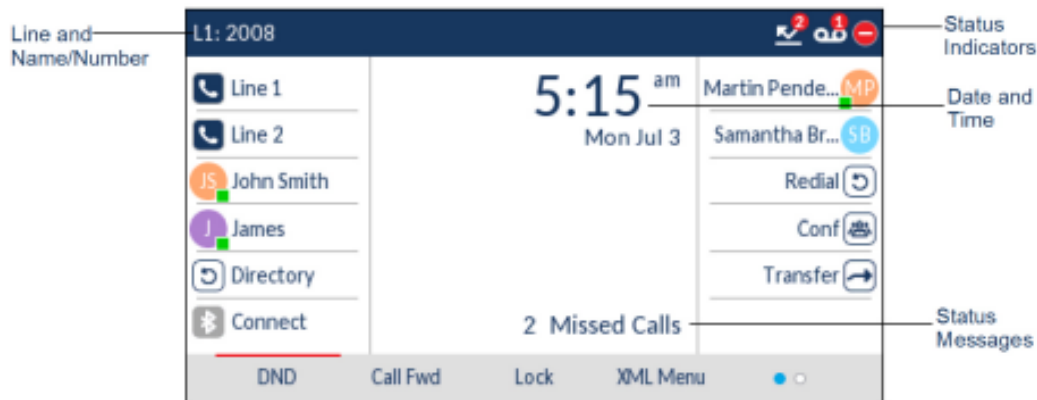 Line and
Name/Number
L1: 2008
2
1
Status
Indicators
Line 1
Line 2
JS John Smith
J James
Directory
Connect
5:15 am
Mon Jul 3
2 Missed Calls
Martin Pende... MP
Samantha Br... SB
Redial
Conf
Transfer
Date and
Time
Status
Messages
DND Call Fwd Lock XML Menu